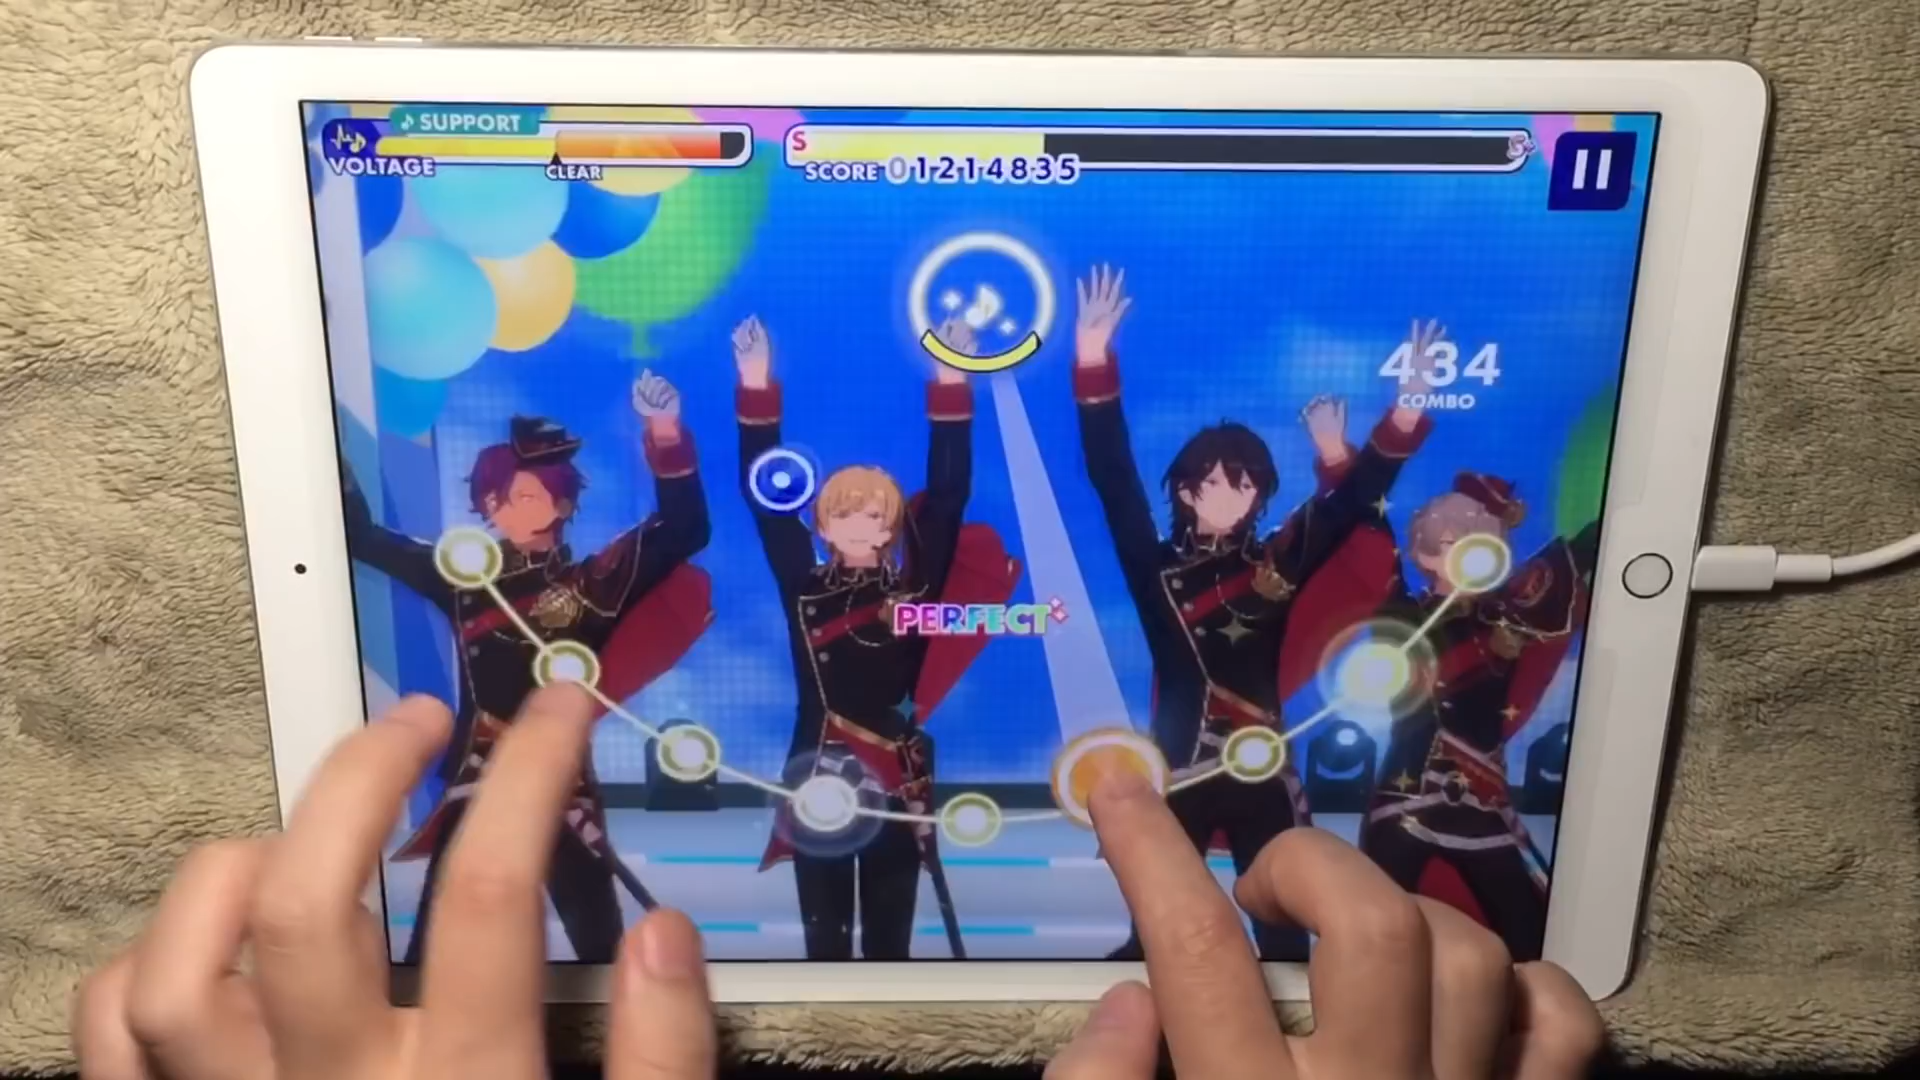 SUPPORT
VOLTAGE
CLEAR
S
S+
SCORE 01214835
434
COMBO
PERFECT